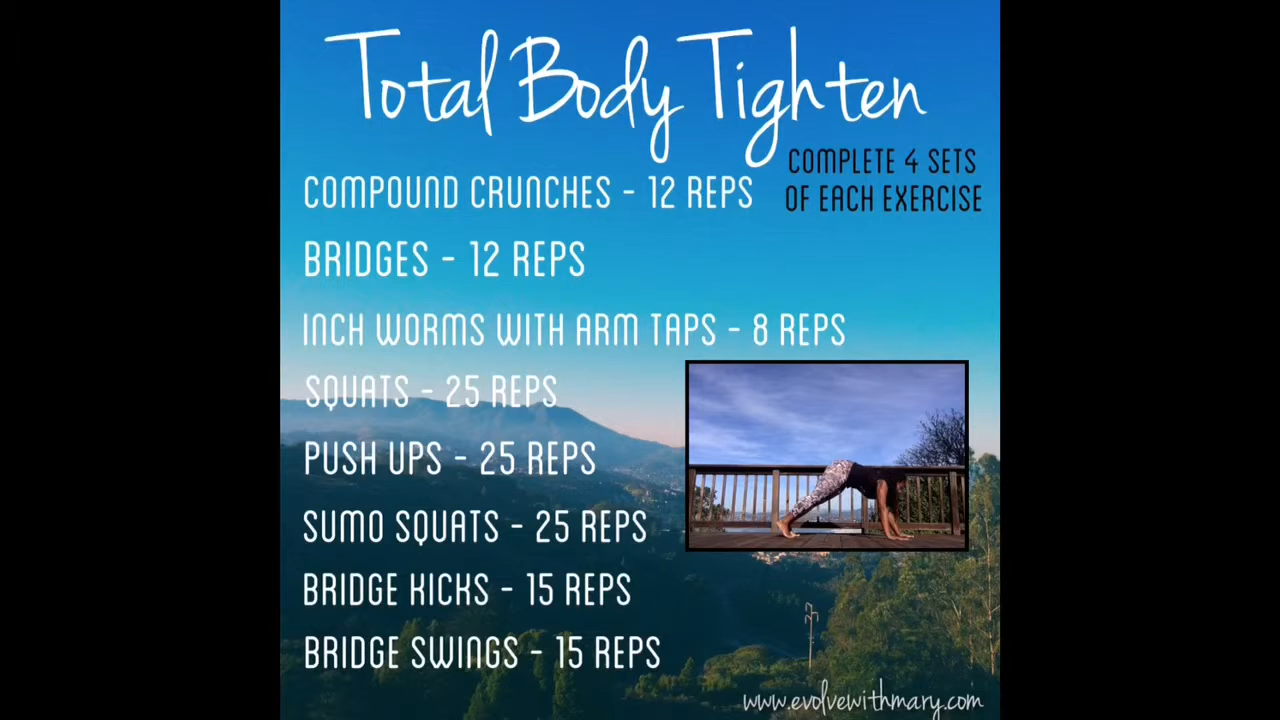 Total Body Tighten
COMPLETE 4 SETS
OF EACH EXERCISE
COMPOUND CRUNCHES - 12 REPS
BRIDGES - 12 REPS
INCH WORMS WITH ARM TAPS - 8 REPS
SQUATS - 25 REPS
PUSH UPS - 25 REPS
SUMO SQUATS - 25 REPS
BRIDGE KICKS - 15 REPS
BRIDGE SWINGS - 15 REPS
www.evolvewithmary.com